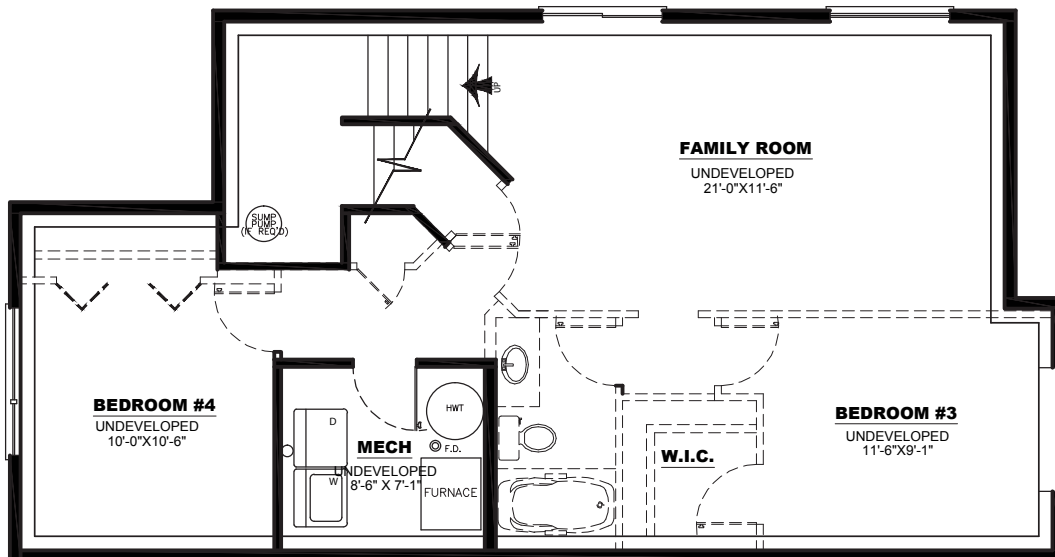 UP
FAMILY ROOM
UNDEVELOPED
21'-0"X11'-6"
SUMP
PUMP
(IF REQ'D)
BEDROOM #4
UNDEVELOPED
10'-0"X10'-6"
D
W
MECH
UNDEVELOPED
8'-6" X 7'-1"
HWT
F.D.
FURNACE
W.I.C.
BEDROOM #3
UNDEVELOPED
11'-6"X9'-1"